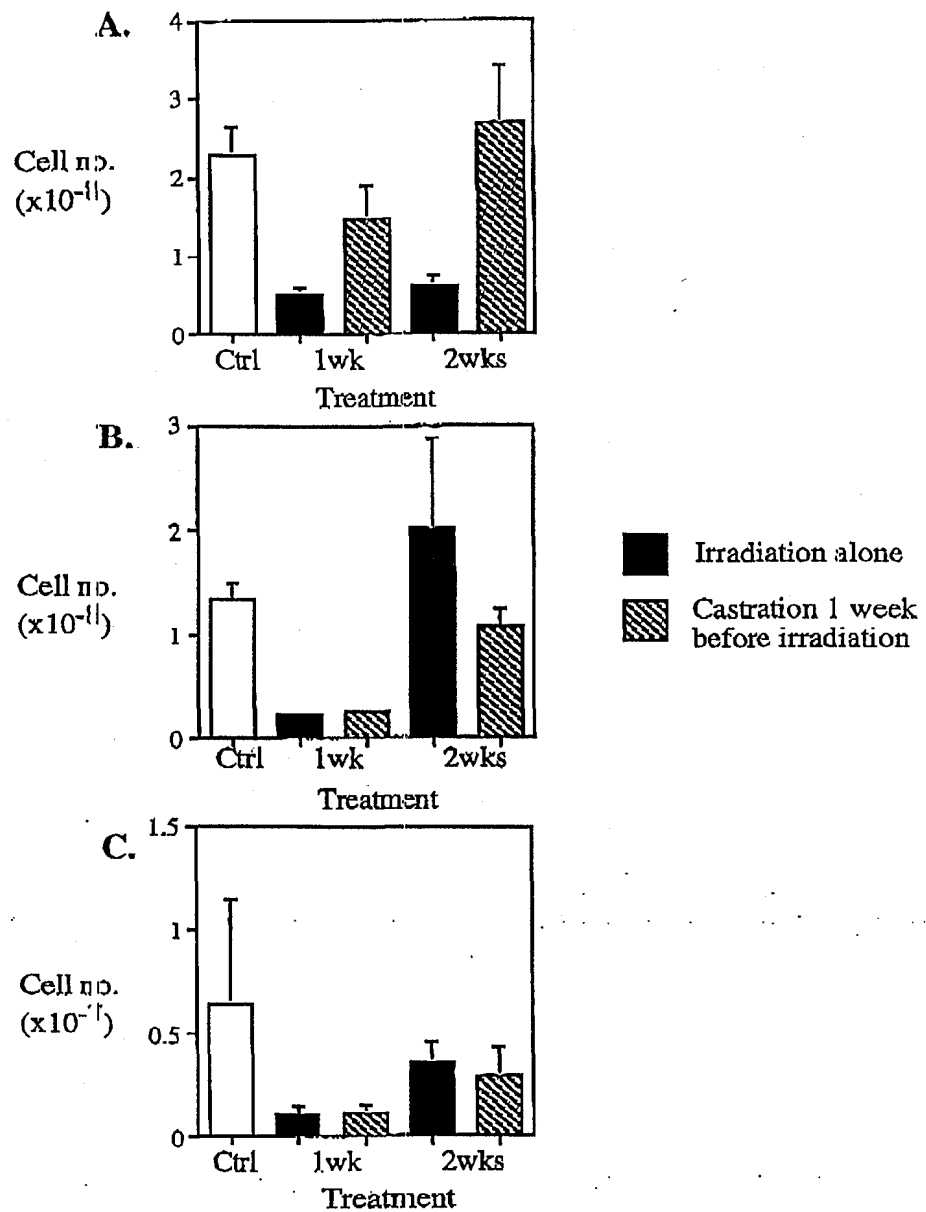 A.
4
3
2
1
0
Cell no.
Ctrl 1wk 2wks
Treatment
B.
3
2
1
0
Cell no.
Ctrl 1wk 2wks
Treatment
Irradiation alone
Castration 1 week
before irradiation
C.
1.5
1
0.5
0
Cell no.
Ctrl 1wk 2wks
Treatment